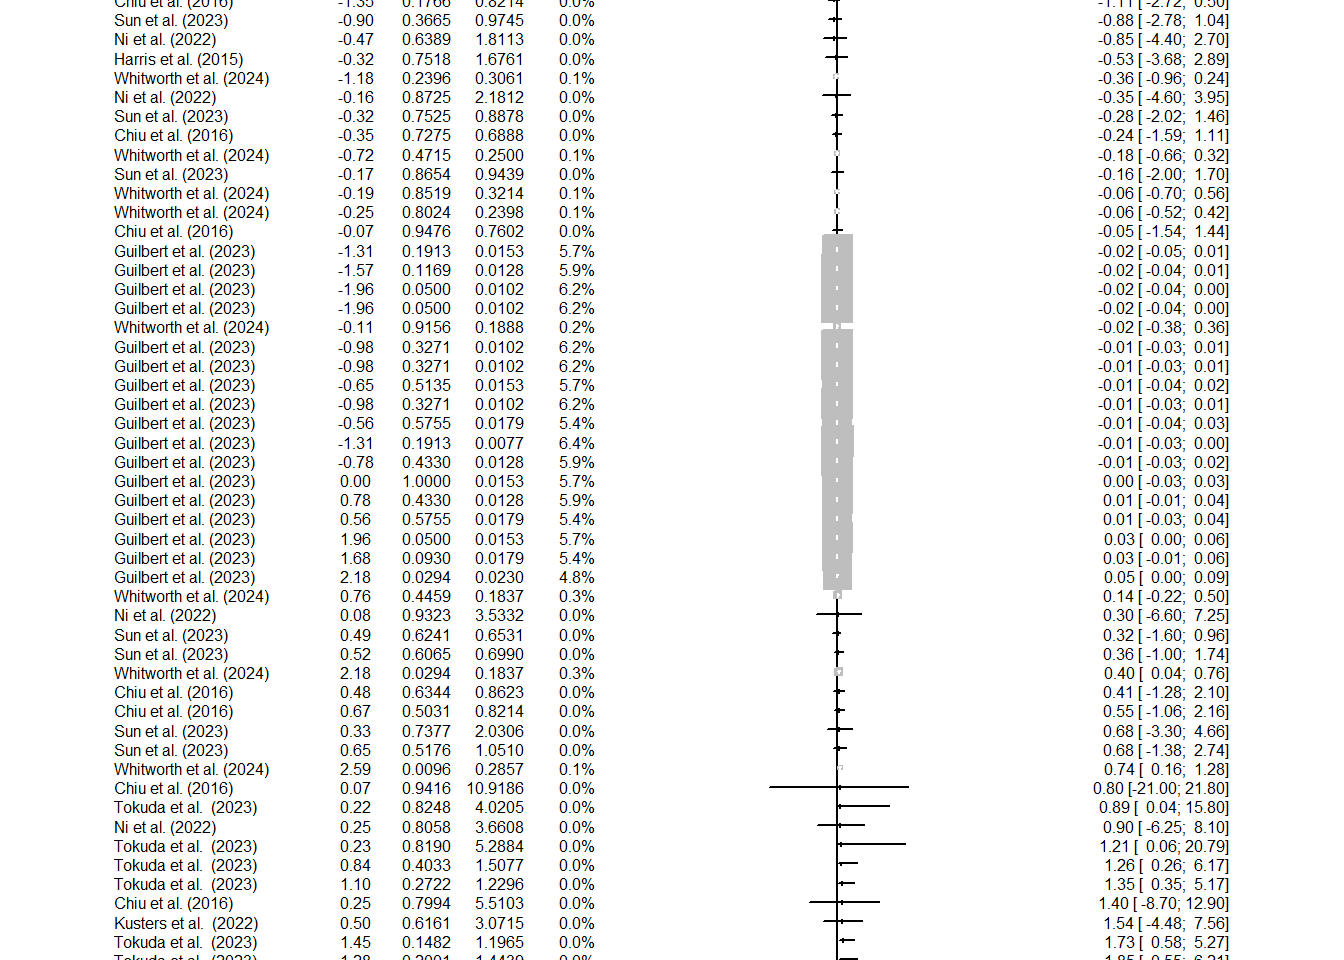 Chiu et al. (2016) -1.35 0.1766 0.8214 0.0% -1.11 [ -2.72; 0.50]
Sun et al. (2023) -0.90 0.3665 0.9745 0.0% -0.88 [ -2.78; 1.04]
Ni et al. (2022) -0.47 0.6389 1.8113 0.0% -0.85 [ -4.40; 2.70]
Harris et al. (2015) -0.32 0.7518 1.6761 0.0% -0.53 [ -3.68; 2.89]
Whitworth et al. (2024) -1.18 0.2396 0.3061 0.1% -0.36 [ -0.96; 0.24]
Ni et al. (2022) -0.16 0.8725 2.1812 0.0% -0.35 [ -4.60; 3.95]
Sun et al. (2023) -0.32 0.7525 0.8878 0.0% -0.28 [ -2.02; 1.46]
Chiu et al. (2016) -0.35 0.7275 0.6888 0.0% -0.24 [ -1.59; 1.11]
Whitworth et al. (2024) -0.72 0.4715 0.2500 0.1% -0.18 [ -0.66; 0.32]
Sun et al. (2023) -0.17 0.8654 0.9439 0.0% -0.16 [ -2.00; 1.70]
Whitworth et al. (2024) -0.19 0.8519 0.3214 0.1% -0.06 [ -0.70; 0.56]
Whitworth et al. (2024) -0.25 0.8024 0.2398 0.1% -0.06 [ -0.52; 0.42]
Chiu et al. (2016) -0.07 0.9476 0.7602 0.0% -0.05 [ -1.54; 1.44]
Guilbert et al. (2023) -1.31 0.1913 0.0153 5.7% -0.02 [ -0.05; 0.01]
Guilbert et al. (2023) -1.57 0.1169 0.0128 5.9% -0.02 [ -0.04; 0.01]
Guilbert et al. (2023) -1.96 0.0500 0.0102 6.2% -0.02 [ -0.04; 0.00]
Guilbert et al. (2023) -1.96 0.0500 0.0102 6.2% -0.02 [ -0.04; 0.00]
Whitworth et al. (2024) -0.11 0.9156 0.1888 0.2% -0.02 [ -0.38; 0.36]
Guilbert et al. (2023) -0.98 0.3271 0.0102 6.2% -0.01 [ -0.03; 0.01]
Guilbert et al. (2023) -0.98 0.3271 0.0102 6.2% -0.01 [ -0.03; 0.01]
Guilbert et al. (2023) -0.65 0.5135 0.0153 5.7% -0.01 [ -0.04; 0.02]
Guilbert et al. (2023) -0.98 0.3271 0.0102 6.2% -0.01 [ -0.03; 0.01]
Guilbert et al. (2023) -0.56 0.5755 0.0179 5.4% -0.01 [ -0.04; 0.03]
Guilbert et al. (2023) -1.31 0.1913 0.0077 6.4% -0.01 [ -0.03; 0.00]
Guilbert et al. (2023) -0.78 0.4330 0.0128 5.9% -0.01 [ -0.03; 0.02]
Guilbert et al. (2023) 0.00 1.0000 0.0153 5.7% 0.00 [ -0.03; 0.03]
Guilbert et al. (2023) 0.78 0.4330 0.0128 5.9% 0.01 [ -0.01; 0.04]
Guilbert et al. (2023) 0.56 0.5755 0.0179 5.4% 0.01 [ -0.03; 0.04]
Guilbert et al. (2023) 1.96 0.0500 0.0153 5.7% 0.03 [ 0.00; 0.06]
Guilbert et al. (2023) 1.68 0.0930 0.0179 5.4% 0.03 [ -0.01; 0.06]
Guilbert et al. (2023) 2.18 0.0294 0.0230 4.8% 0.05 [ 0.00; 0.09]
Whitworth et al. (2024) 0.76 0.4459 0.1837 0.3% 0.14 [ -0.22; 0.50]
Ni et al. (2022) 0.08 0.9323 3.5332 0.0% 0.30 [ -6.60; 7.25]
Sun et al. (2023) 0.49 0.6241 0.6531 0.0% 0.32 [ -1.60; 0.96]
Sun et al. (2023) 0.52 0.6065 0.6990 0.0% 0.36 [ -1.00; 1.74]
Whitworth et al. (2024) 2.18 0.0294 0.1837 0.3% 0.40 [ 0.04; 0.76]
Chiu et al. (2016) 0.48 0.6344 0.8623 0.0% 0.41 [ -1.28; 2.10]
Chiu et al. (2016) 0.67 0.5031 0.8214 0.0% 0.55 [ -1.06; 2.16]
Sun et al. (2023) 0.33 0.7377 2.0306 0.0% 0.68 [ -3.30; 4.66]
Sun et al. (2023) 0.65 0.5176 1.0510 0.0% 0.68 [ -1.38; 2.74]
Whitworth et al. (2024) 2.59 0.0096 0.2857 0.1% 0.74 [ 0.16; 1.28]
Chiu et al. (2016) 0.07 0.9416 10.9186 0.0% 0.80 [-21.00; 21.80]
Tokuda et al. (2023) 0.22 0.8248 4.0205 0.0% 0.89 [ 0.04; 15.80]
Ni et al. (2022) 0.25 0.8058 3.6608 0.0% 0.90 [ -6.25; 8.10]
Tokuda et al. (2023) 0.23 0.8190 5.2884 0.0% 1.21 [ 0.06; 20.79]
Tokuda et al. (2023) 0.84 0.4033 1.5077 0.0% 1.26 [ 0.26; 6.17]
Tokuda et al. (2023) 1.10 0.2722 1.2296 0.0% 1.35 [ 0.35; 5.17]
Chiu et al. (2016) 0.25 0.7994 5.5103 0.0% 1.40 [ -8.70; 12.90]
Kusters et al. (2022) 0.50 0.6161 3.0715 0.0% 1.54 [ -4.48; 7.56]
Tokuda et al. (2023) 1.45 0.1482 1.1965 0.0% 1.73 [ 0.58; 5.27]